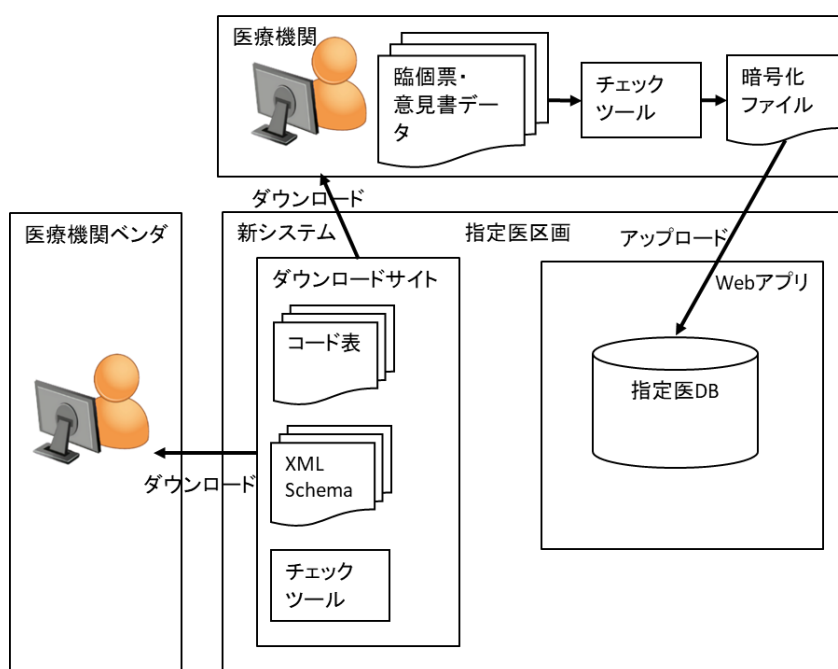 医療機関
臨個票・
意見書デー
タ
チェック
ツール
暗号化
ファイル
ダウンロード
アップロード
医療機関ベンダ
新システム
指定医区画
ダウンロードサイト
コード表
XML
Schema
チェック
ツール
ダウンロード
Webアプリ
指定医DB